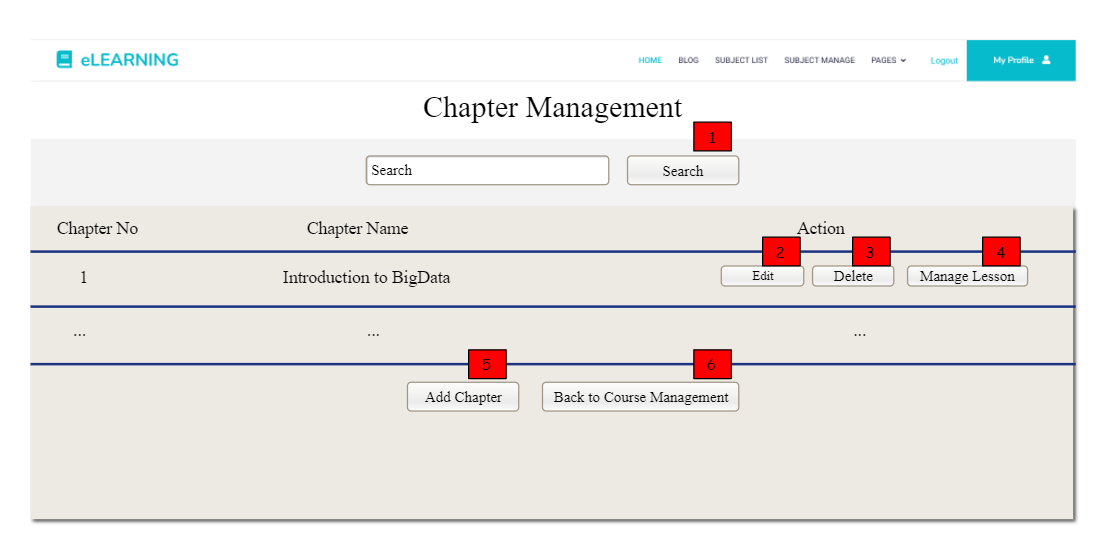 eLEARNING HOME BLOG SUBJECT LIST SUBJECT MANAGE PAGES Logout My Profile
Chapter Management
1
Search Search
Chapter No Chapter Name Action
2 3 4
1 Introduction to BigData Edit Delete Manage Lesson
... ... ...
5 6
Add Chapter Back to Course Management